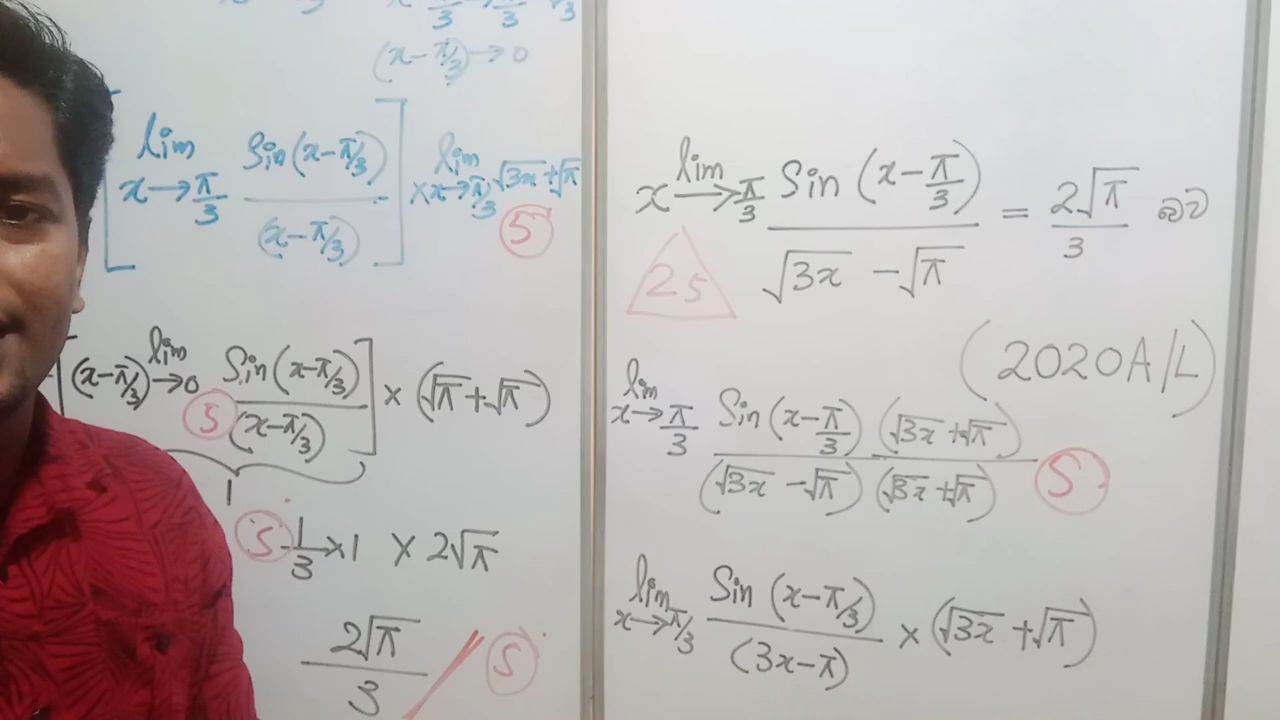 (x-π/3)→0
[ lim x→π/3 Sin(x-π/3) / (x-π/3) ] × lim x→π/3 √3x+√π
5
[ lim (x-π/3)→0 Sin(x-π/3) / (x-π/3) ] × (√π+√π)
5
1
5 1/3 ×1 × 2√π
2√π / 3
5
lim x→π/3 Sin (x-π/3) / √3x -√π = 2√π / 3 බව
25
(2020A/L)
lim x→π/3 Sin(x-π/3) (√3x+√π) / (√3x -√π) (√3x+√π)
5
lim x→π/3 Sin (x-π/3) / (3x-π) × (√3x +√π)